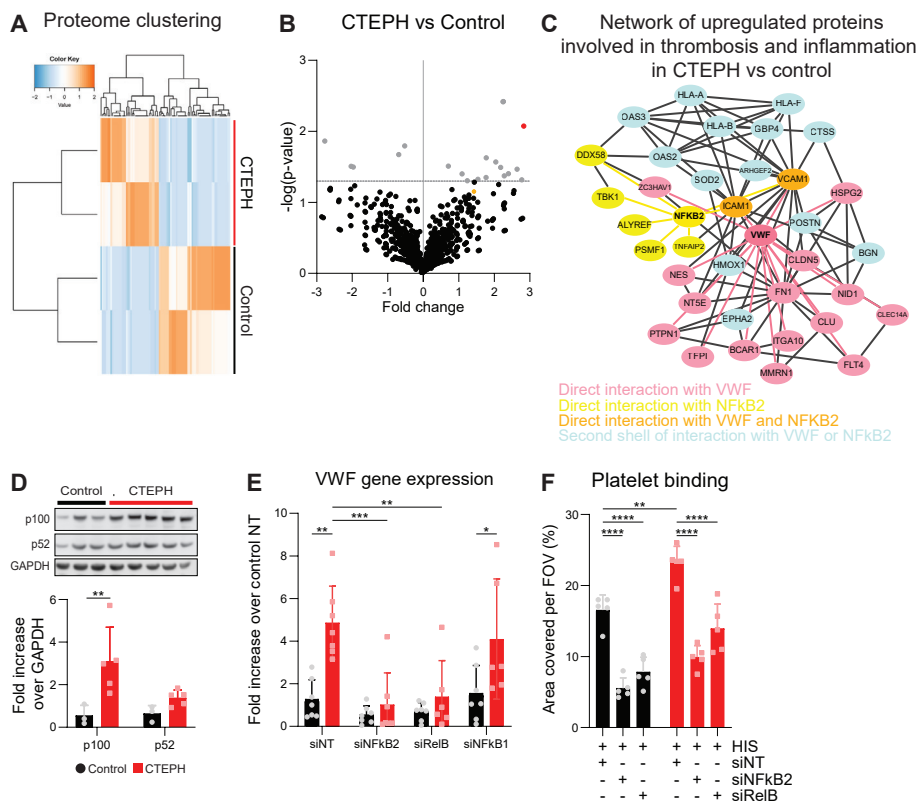 A Proteome clustering
Color Key
-2 -1 0 1 2
Value
CTEPH
Control
B CTEPH vs Control
-log(p-value)
3
2
1
0
-3 -2 -1 0 1 2 3
Fold change
C Network of upregulated proteins
involved in thrombosis and inflammation
in CTEPH vs control
HLA-A
HLA-F
OAS3
HLA-B
GBP4
CTSS
DDX58
OAS2
ARHGEF2
VCAM1
ZC3HAV1
SOD2
HSPG2
TBK1
NFKB2
ICAM1
POSTN
ALYREF
VWF
PSMF1
TNFAIP2
HMOX1
CLDN5
BGN
NES
FN1
NID1
NT5E
CLEC14A
EPHA2
CLU
PTPN1
ITGA10
TFPI
BCAR1
FLT4
MMRN1
Direct interaction with VWF
Direct interaction with NFkB2
Direct interaction with VWF and NFKB2
Second shell of interaction with VWF or NFkB2
D Control CTEPH
p100
p52
GAPDH
Fold increase
over GAPDH
8
6
4
2
0
**
p100 p52
Control CTEPH
E VWF gene expression
Fold increase over control NT
10
8
6
4
2
0
**
***
**
*
siNT siNFkB2 siRelB siNFkB1
F Platelet binding
Area covered per FOV (%)
30
20
10
0
**
**** ****
**** ****
+ + + + + + HIS
+ - - + - - siNT
- + - - + - siNFkB2
- - + - - + siRelB